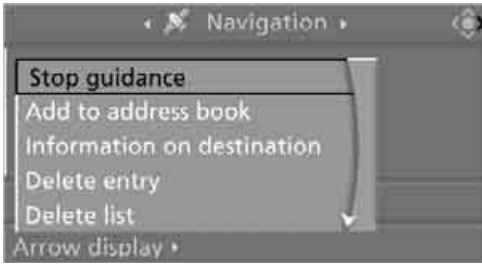 Navigation
Stop guidance
Add to address book
Information on destination
Delete entry
Delete list
Arrow display